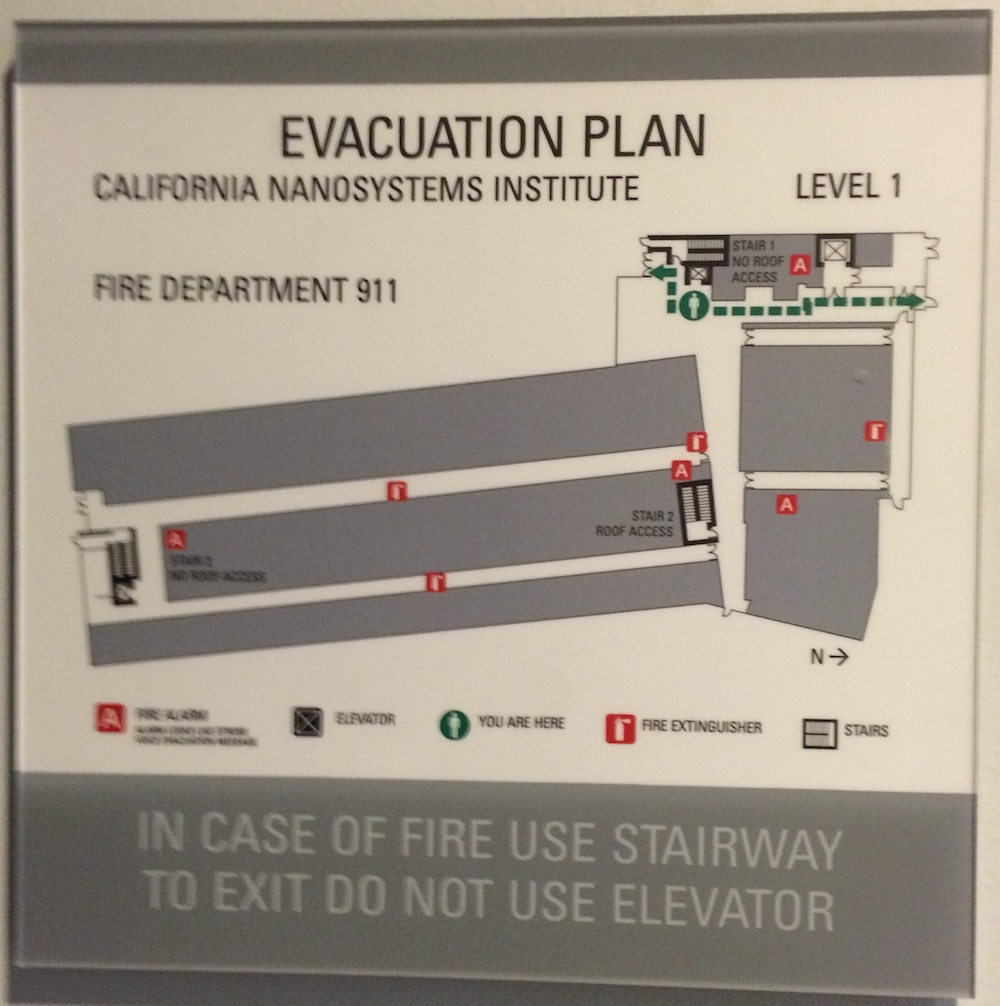 EVACUATION PLAN
CALIFORNIA NANOSYSTEMS INSTITUTE
LEVEL 1
FIRE DEPARTMENT 911
STAIR 1
NO ROOF
ACCESS
A
A
STAIR 2
ROOF ACCESS
A
A
STAIR 3
NO ROOF ACCESS
N →
A
FIRE ALARM
ELEVATOR
YOU ARE HERE
FIRE EXTINGUISHER
STAIRS
IN CASE OF FIRE USE STAIRWAY
TO EXIT DO NOT USE ELEVATOR